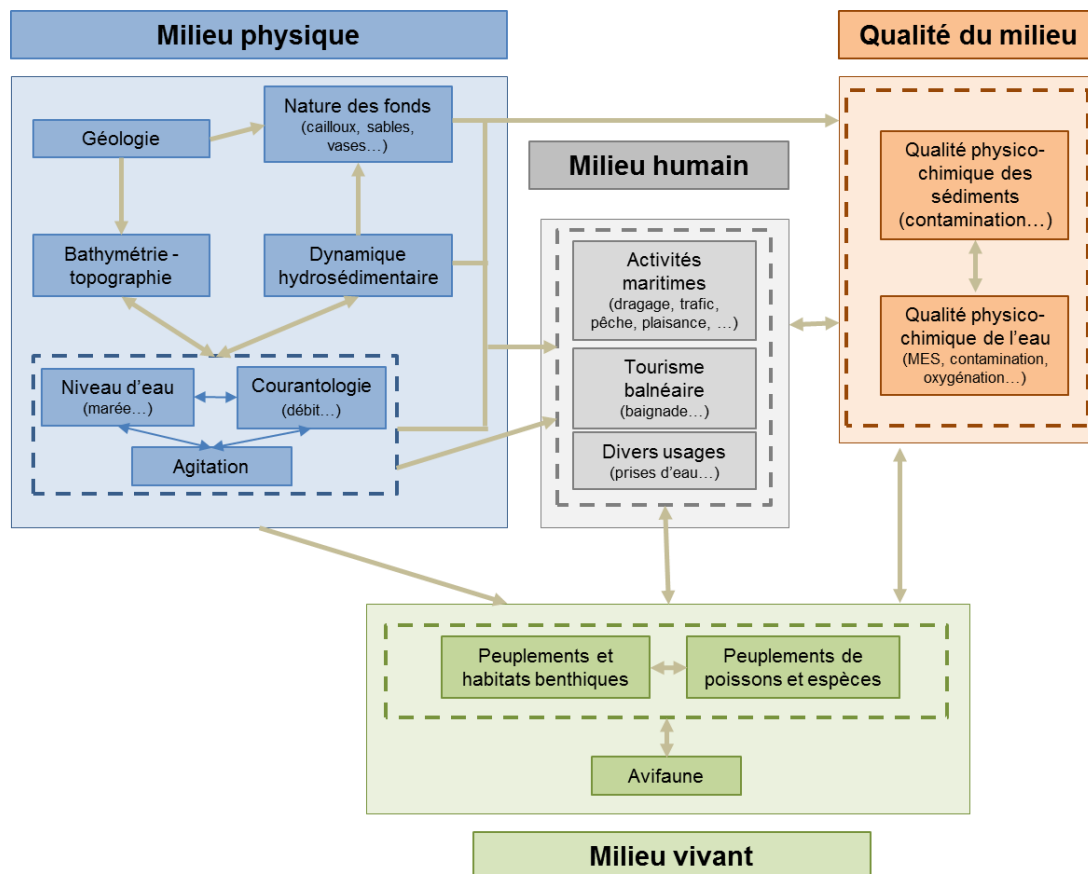 Milieu physique
Qualité du milieu
Géologie
Nature des fonds
(cailloux, sables,
vases…)
Bathymétrie -
topographie
Dynamique
hydrosédimentaire
Niveau d’eau
(marée…)
Courantologie
(débit…)
Agitation
Milieu humain
Activités
maritimes
(dragage, trafic,
pêche, plaisance, …)
Tourisme
balnéaire
(baignade…)
Divers usages
(prises d’eau…)
Qualité physico-
chimique des
sédiments
(contamination…)
Qualité physico-
chimique de l’eau
(MES, contamination,
oxygénation…)
Peuplements et
habitats benthiques
Peuplements de
poissons et espèces
Avifaune
Milieu vivant